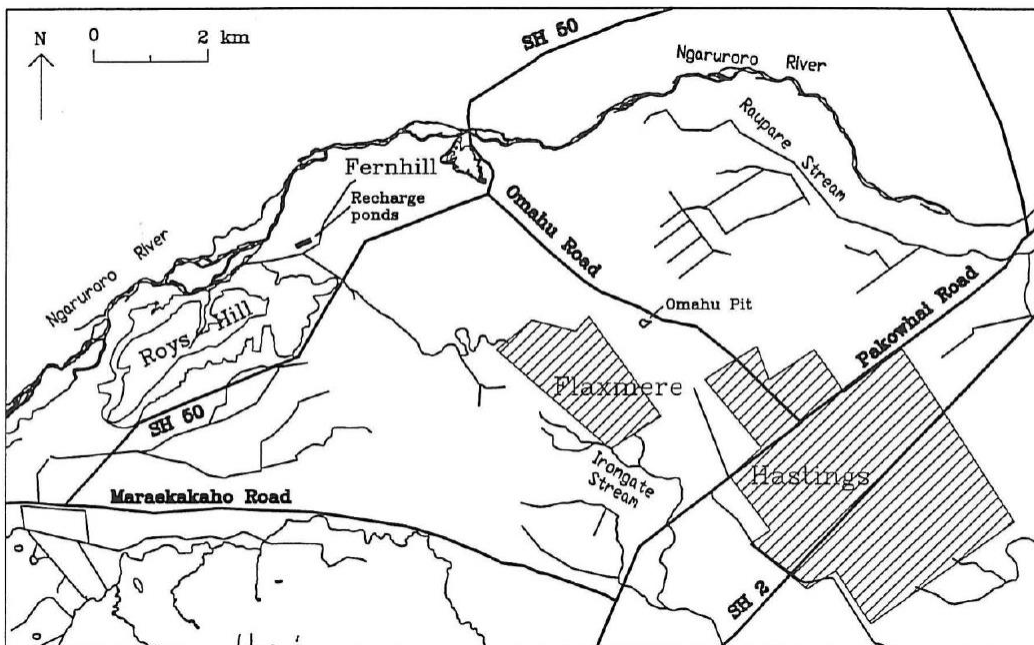 N
0 2 km
SH 50
Ngaruroro River
Raupare Stream
Fernhill
Recharge
ponds
Omahu Road
Ngaruroro River
Roys Hill
Omahu Pit
Pakowhai Road
Flaxmere
SH 50
Irongate
Stream
Hastings
Maraekakaho Road
SH 2